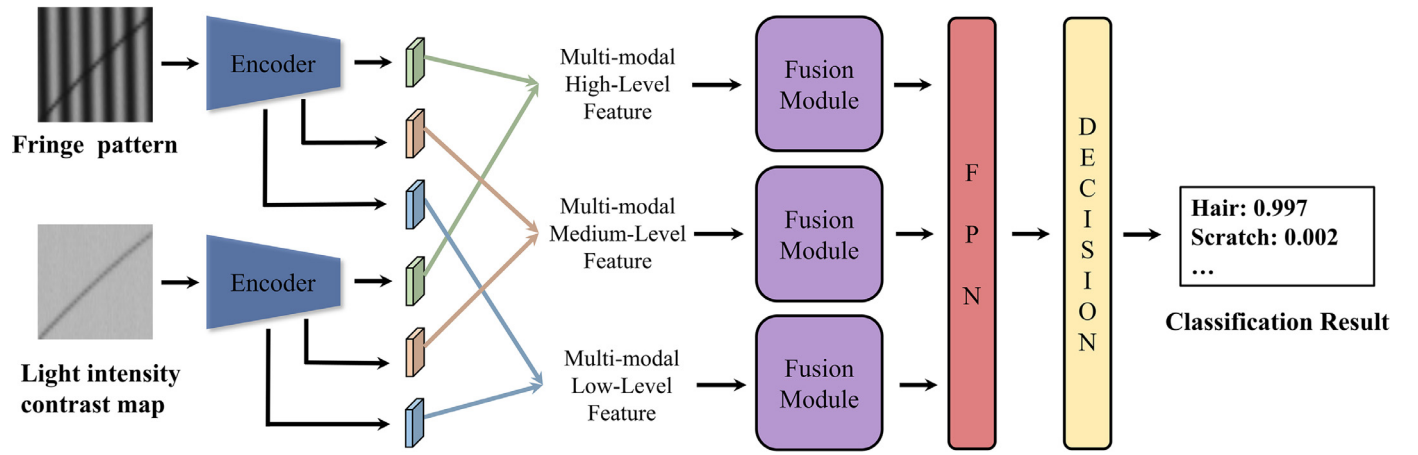 Fringe pattern
Light intensity
contrast map
Encoder
Encoder
Multi-modal
High-Level
Feature
Multi-modal
Medium-Level
Feature
Multi-modal
Low-Level
Feature
Fusion
Module
Fusion
Module
Fusion
Module
F
P
N
D
E
C
I
S
I
O
N
Hair: 0.997
Scratch: 0.002
...
Classification Result